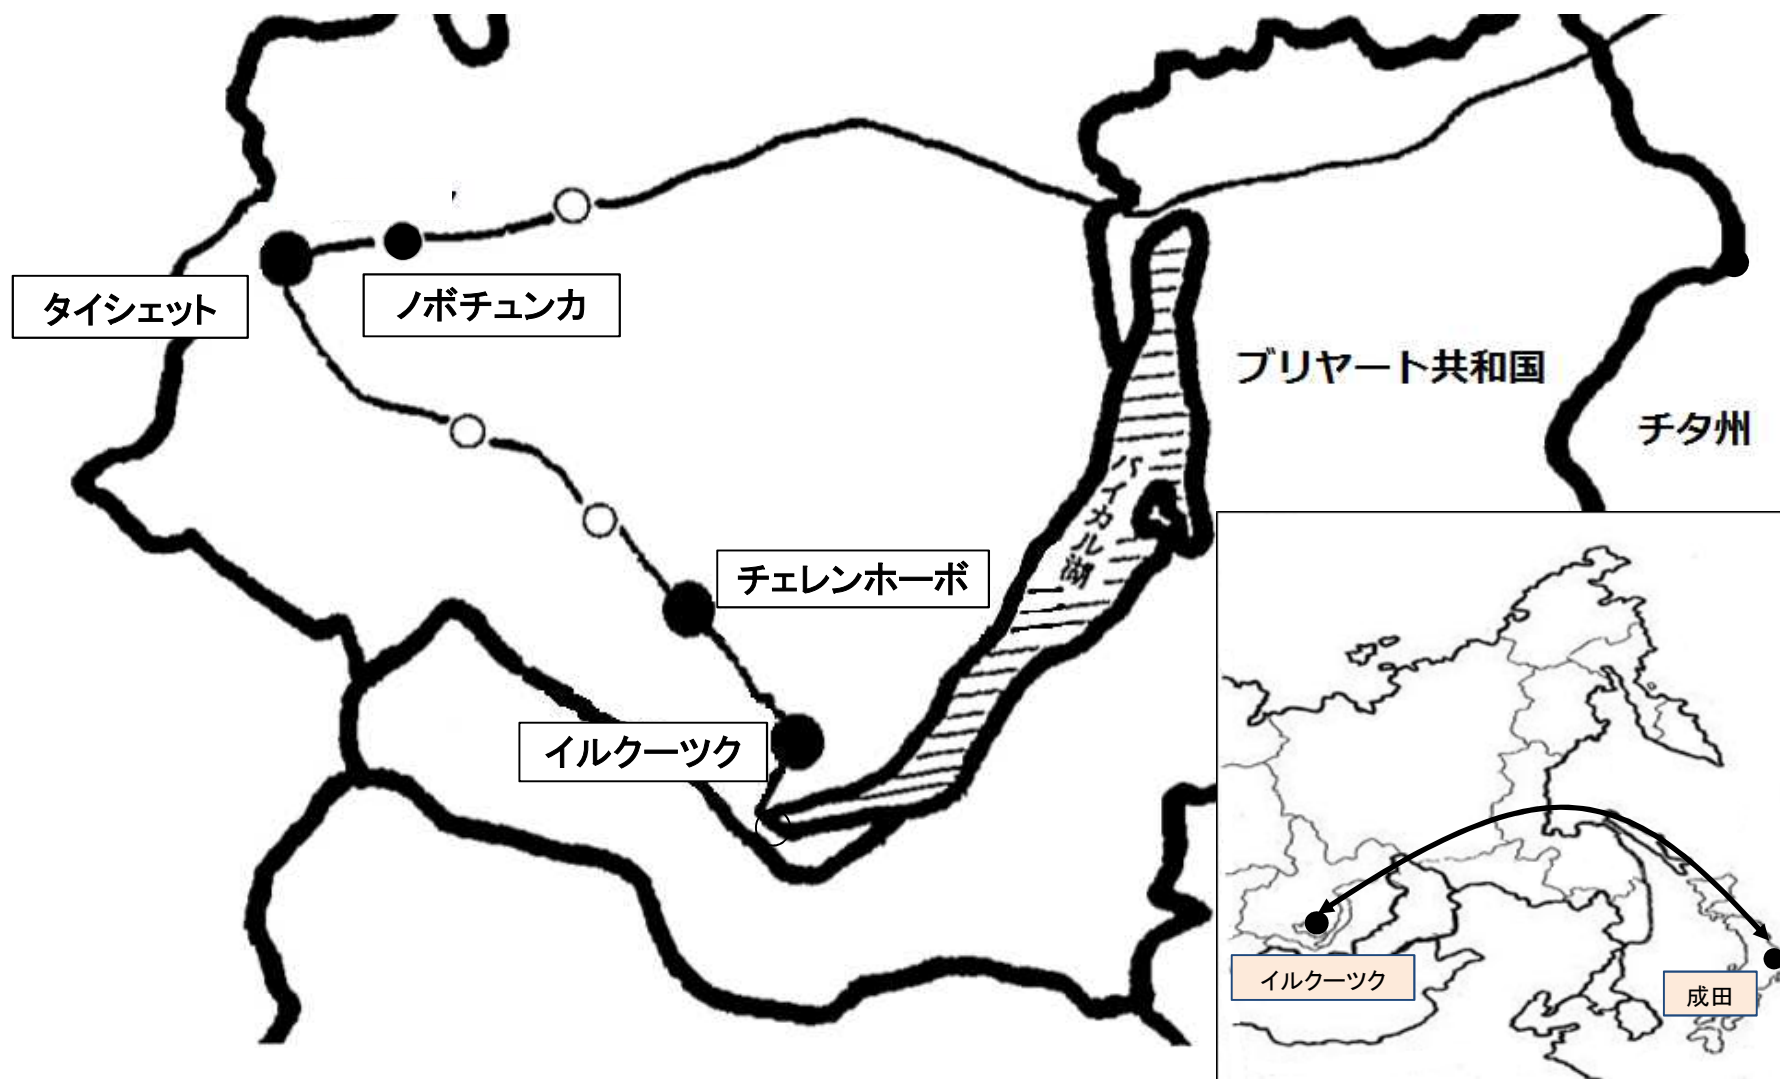 タイシェット
ノボチュンカ
ブリヤート共和国
チタ州
バイカル湖
チェレンホーボ
イルクーツク
イルクーツク
成田